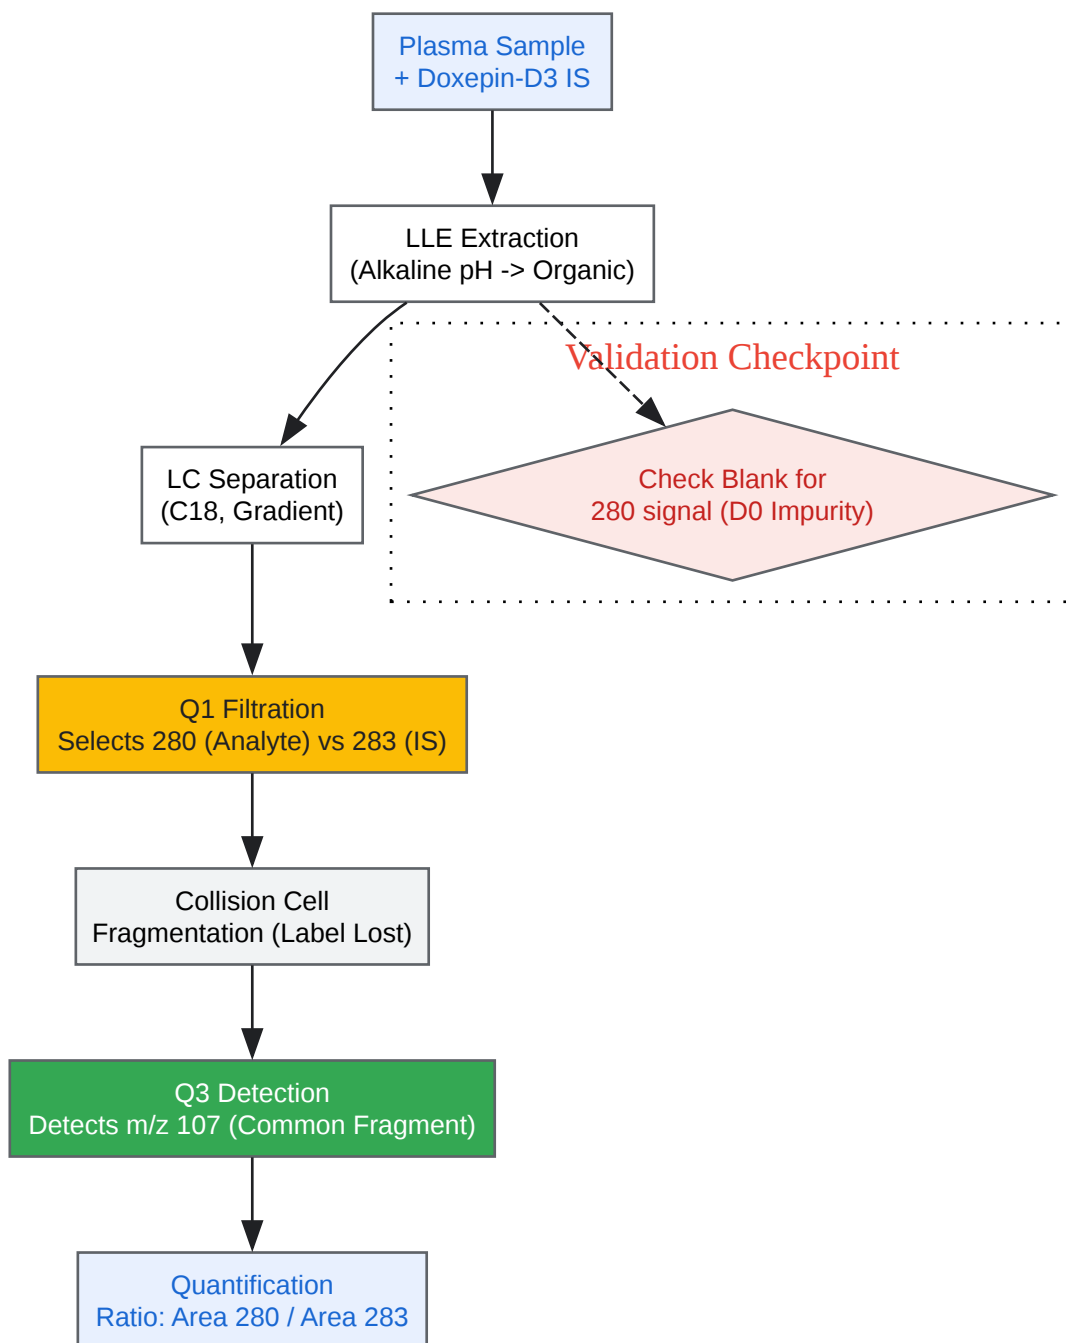 Plasma Sample
+ Doxepin-D3 IS
LLE Extraction
(Alkaline pH -> Organic)
Validation Checkpoint
Check Blank for
280 signal (D0 Impurity)
LC Separation
(C18, Gradient)
Q1 Filtration
Selects 280 (Analyte) vs 283 (IS)
Collision Cell
Fragmentation (Label Lost)
Q3 Detection
Detects m/z 107 (Common Fragment)
Quantification
Ratio: Area 280 / Area 283